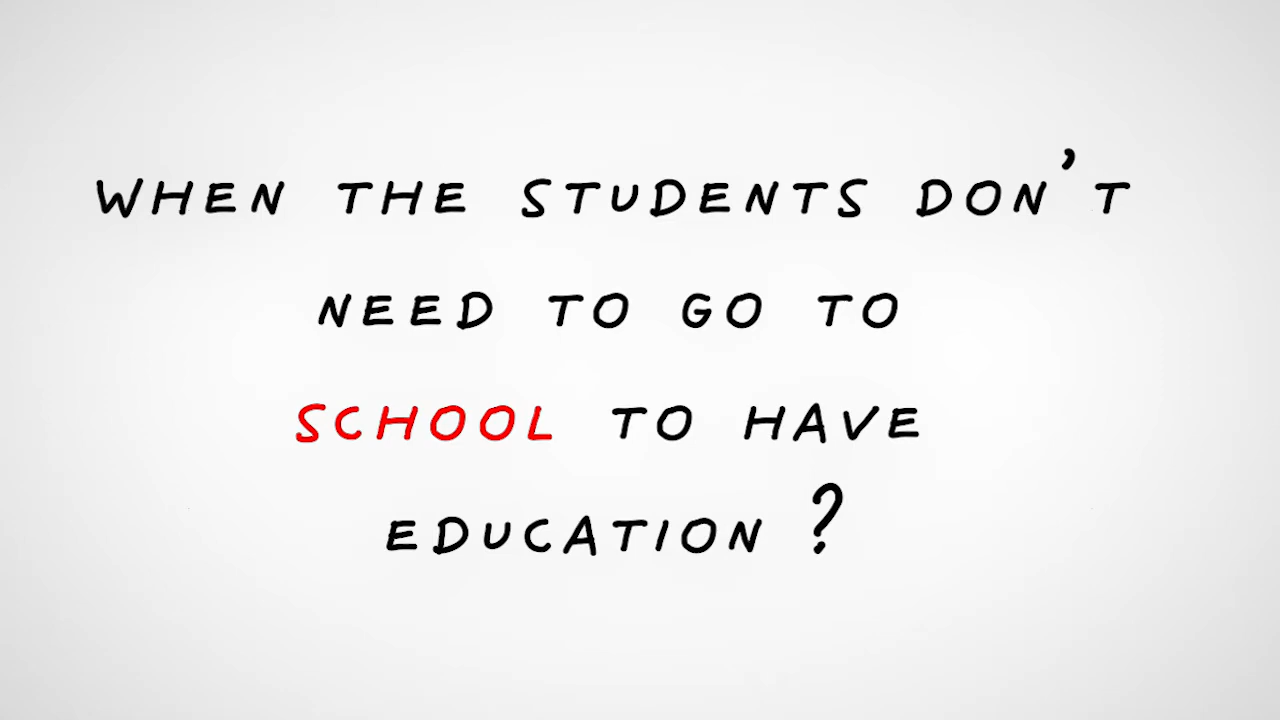 WHEN THE STUDENTS DON'T
NEED TO GO TO
SCHOOL TO HAVE
EDUCATION ?